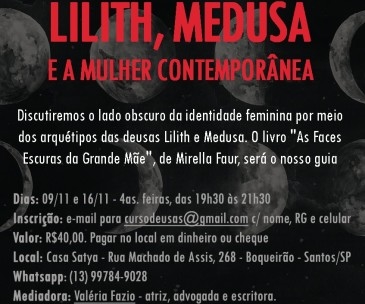 LILITH, MEDUSA
E A MULHER CONTEMPORÂNEA
Discutiremos o lado obscuro da identidade feminina por meio
dos arquétipos das deusas Lilith e Medusa. O livro "As Faces
Escuras da Grande Mãe", de Mirella Faur, será o nosso guia
Dias: 09/11 e 16/11 - 4as. feiras, das 19h30 às 21h30
Inscrição: e-mail para cursodeusas@gmail.com c/ nome, RG e celular
Valor: R$40,00. Pagar no local em dinheiro ou cheque
Local: Casa Satya - Rua Machado de Assis, 268 - Boqueirão - Santos/SP
Whatsapp: (13) 99784-9028
Mediadora: Valéria Fazio - atriz, advogada e escritora.